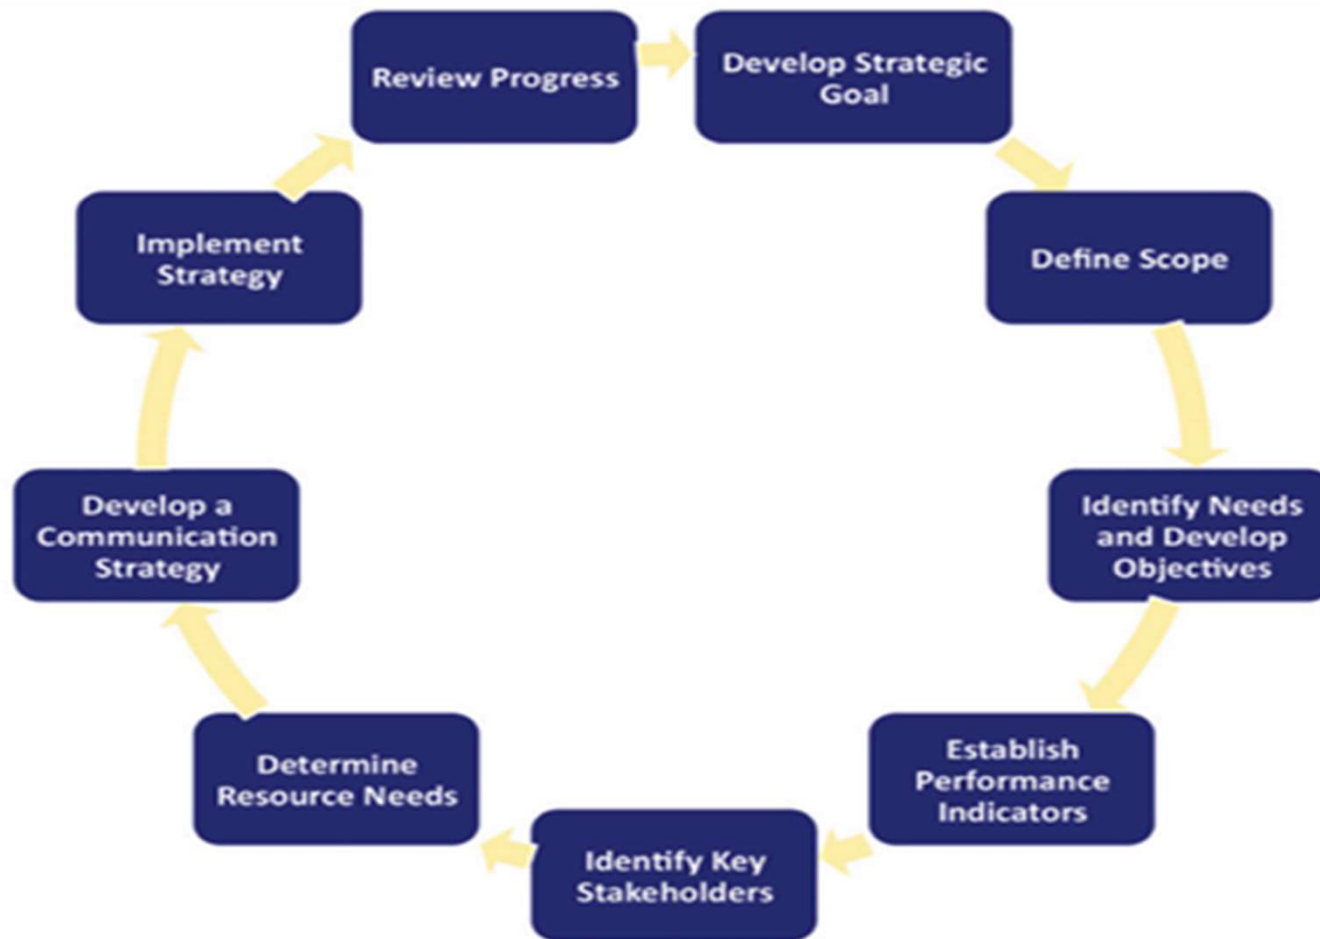 Review Progress
Develop Strategic
Goal
Define Scope
Identify Needs
and Develop
Objectives
Establish
Performance
Indicators
Identify Key
Stakeholders
Determine
Resource Needs
Develop a
Communication
Strategy
Implement
Strategy